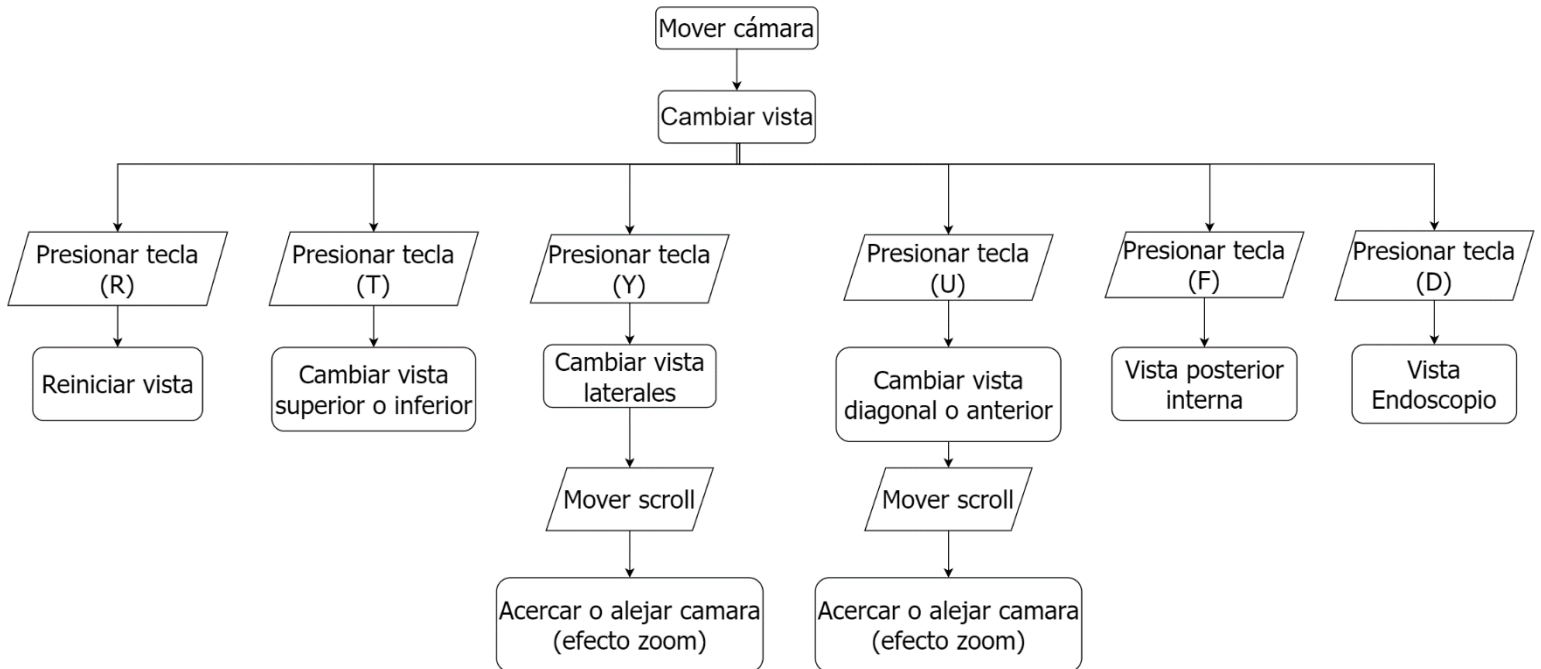 Mover cámara
Cambiar vista
Presionar tecla
(R)
Presionar tecla
(T)
Presionar tecla
(Y)
Presionar tecla
(U)
Presionar tecla
(F)
Presionar tecla
(D)
Reiniciar vista
Cambiar vista
superior o inferior
Cambiar vista
laterales
Cambiar vista
diagonal o anterior
Vista posterior
interna
Vista
Endoscopio
Mover scroll
Mover scroll
Acercar o alejar camara
(efecto zoom)
Acercar o alejar camara
(efecto zoom)